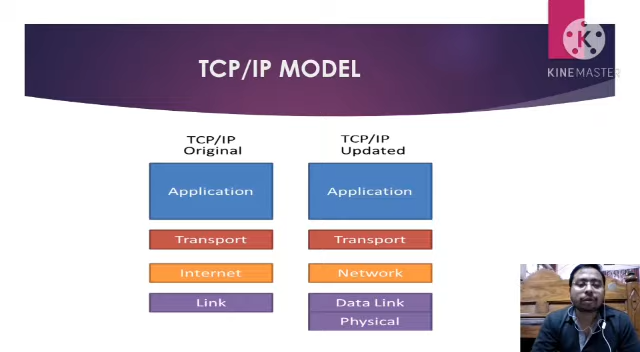 K
KINEMASTER
TCP/IP MODEL
TCP/IP
Original
Application
Transport
Internet
Link
TCP/IP
Updated
Application
Transport
Network
Data Link
Physical